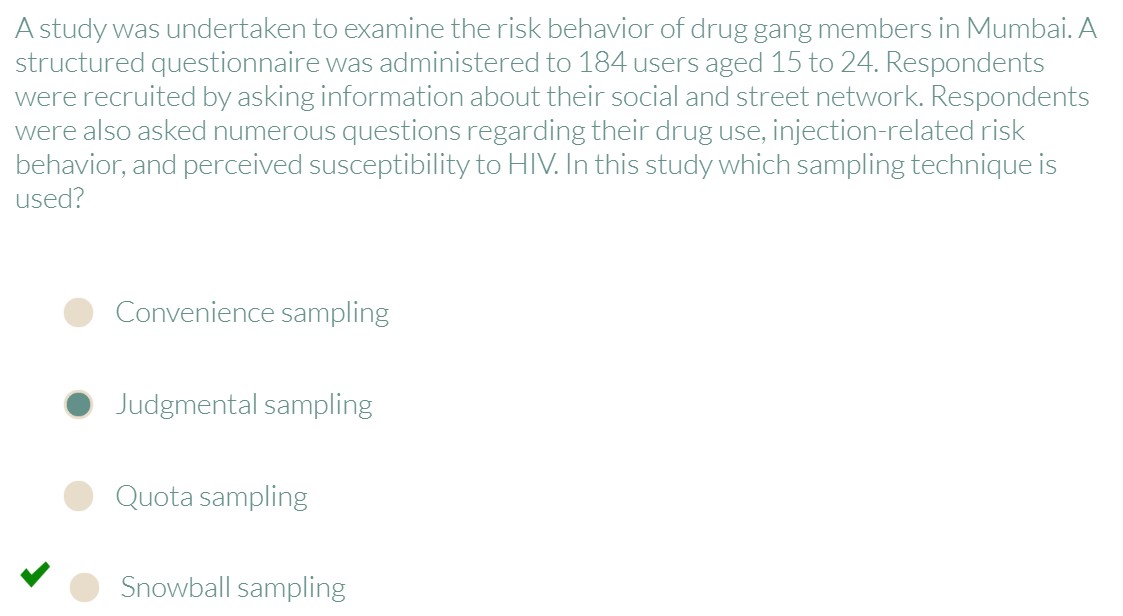 A study was undertaken to examine the risk behavior of drug gang members in Mumbai. A
structured questionnaire was administered to 184 users aged 15 to 24. Respondents
were recruited by asking information about their social and street network. Respondents
were also asked numerous questions regarding their drug use, injection-related risk
behavior, and perceived susceptibility to HIV. In this study which sampling technique is
used?
Convenience sampling
Judgmental sampling
Quota sampling
Snowball sampling